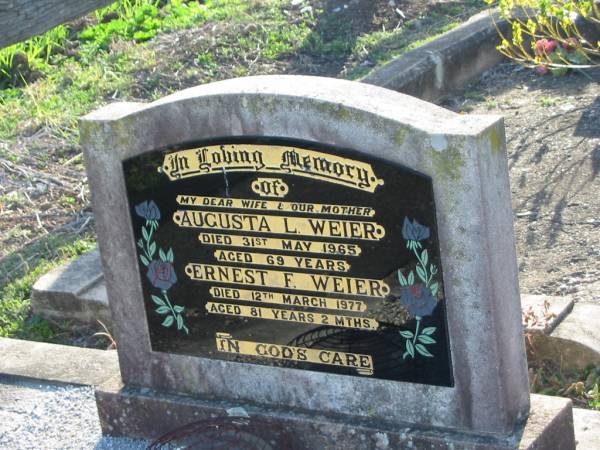 In Loving Memory
of
MY DEAR WIFE & OUR MOTHER
AUGUSTA L. WEIER
DIED 31ST MAY 1965
AGED 69 YEARS
ERNEST F. WEIER
DIED 12TH MARCH 1977
AGED 81 YEARS 2 MTHS.
IN GOD'S CARE